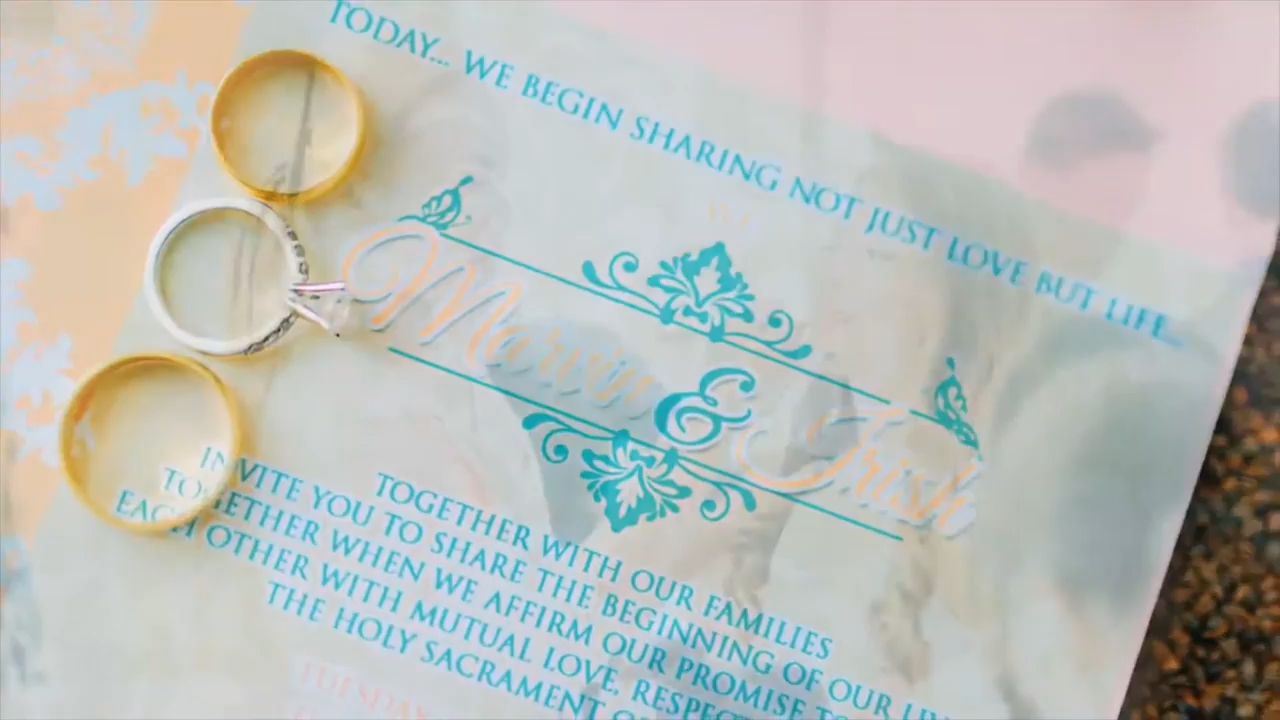 TODAY... WE BEGIN SHARING NOT JUST LOVE BUT LIFE...
Marvin & Irish
TOGETHER WITH OUR FAMILIES
INVITE YOU TO SHARE THE BEGINNING OF OUR
TOGETHER WHEN WE AFFIRM OUR PROMISE TO
EACH OTHER WITH MUTUAL LOVE, RESPECT
THE HOLY SACRAMENT
TUESDAY